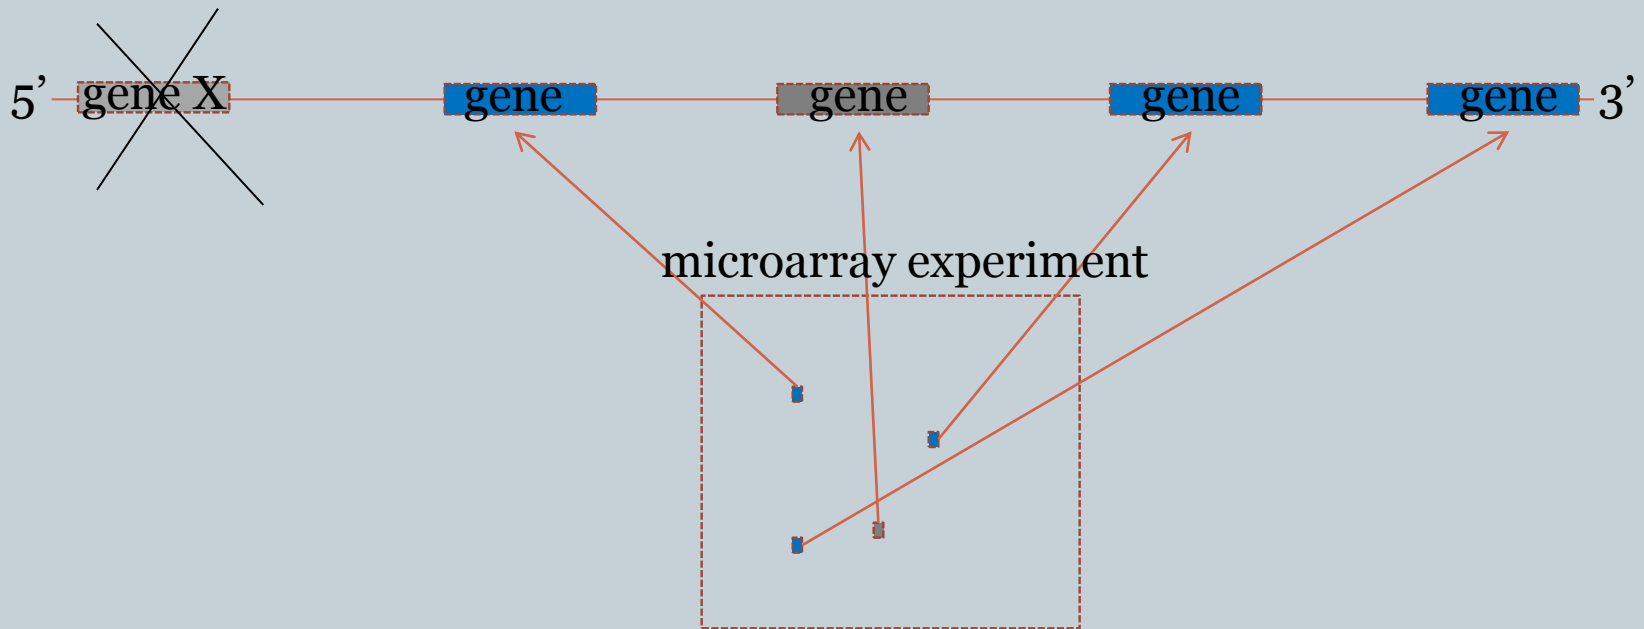 5’ gene X gene gene gene gene 3’
microarray experiment